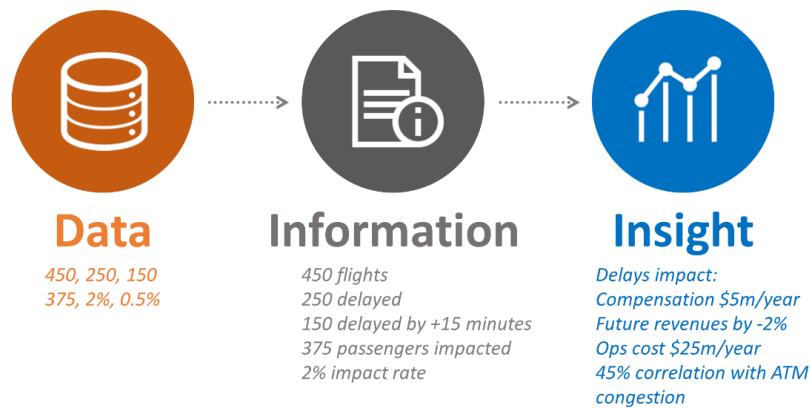 Data
450, 250, 150
375, 2%, 0.5%
Information
450 flights
250 delayed
150 delayed by +15 minutes
375 passengers impacted
2% impact rate
Insight
Delays impact:
Compensation $5m/year
Future revenues by -2%
Ops cost $25m/year
45% correlation with ATM
congestion